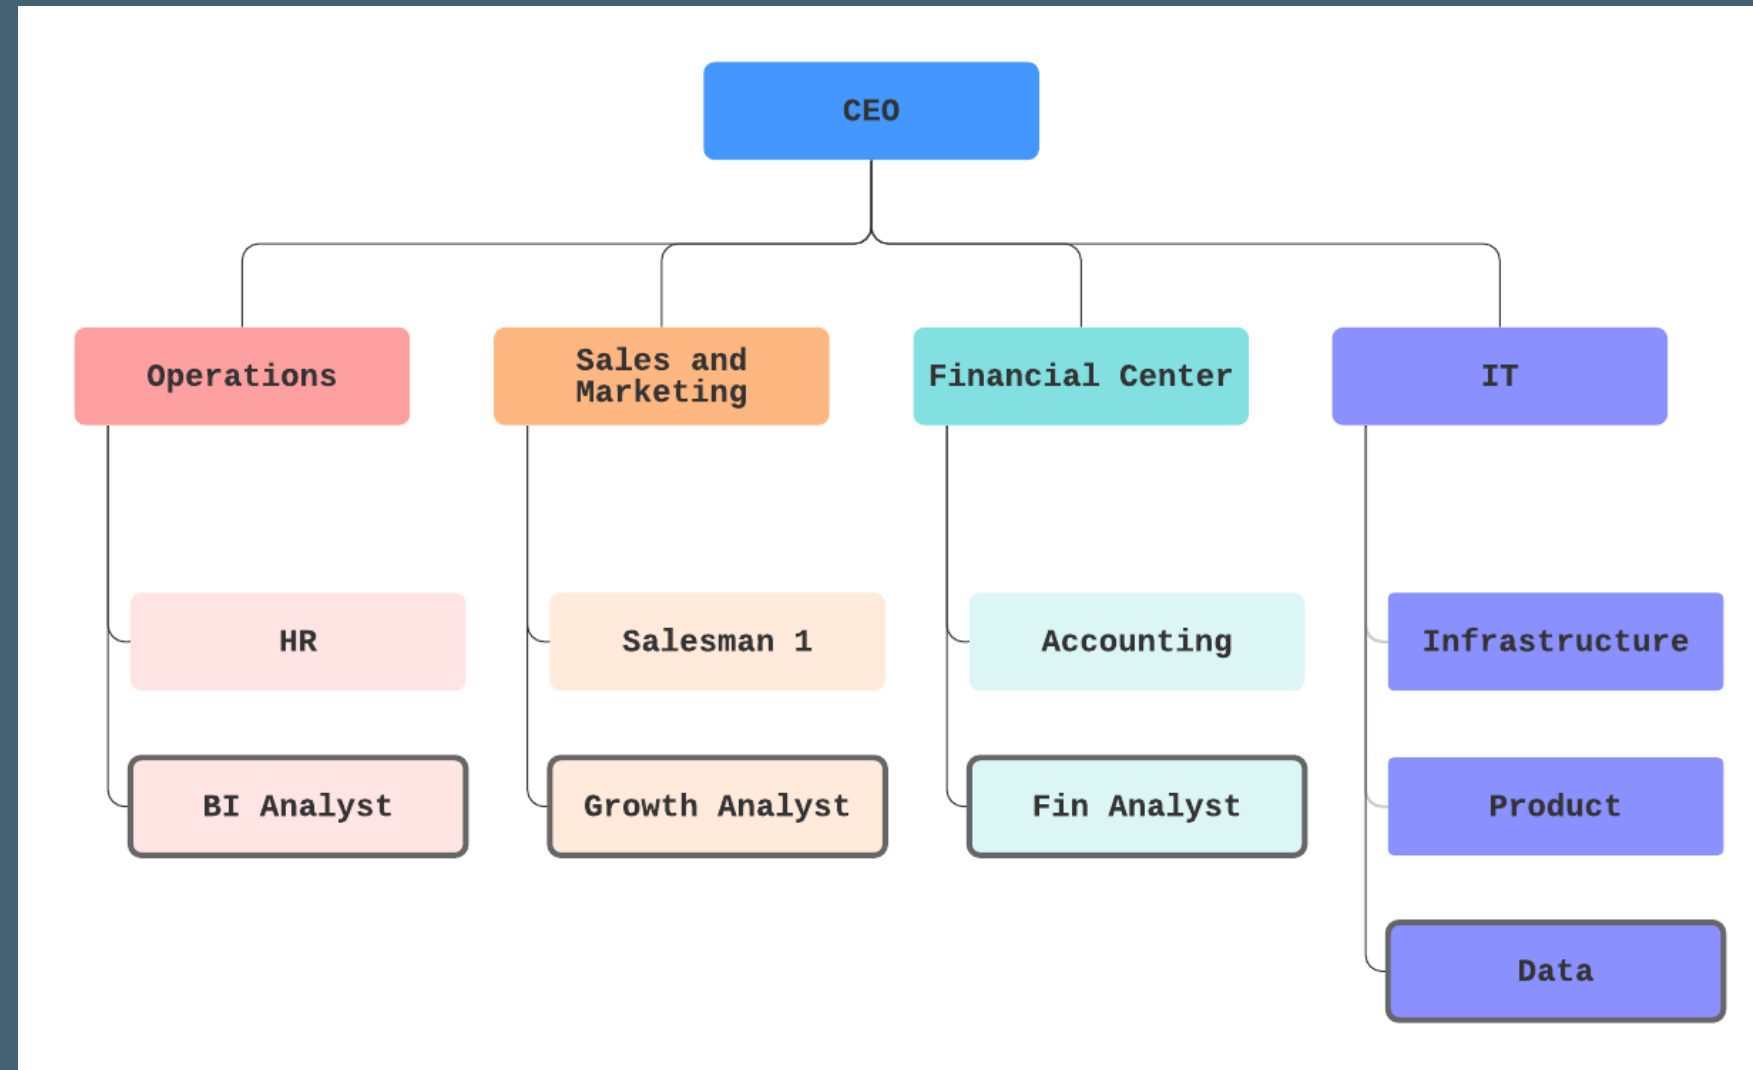 CEO
Operations
Sales and
Marketing
Financial Center
IT
HR
Salesman 1
Accounting
Infrastructure
BI Analyst
Growth Analyst
Fin Analyst
Product
Data